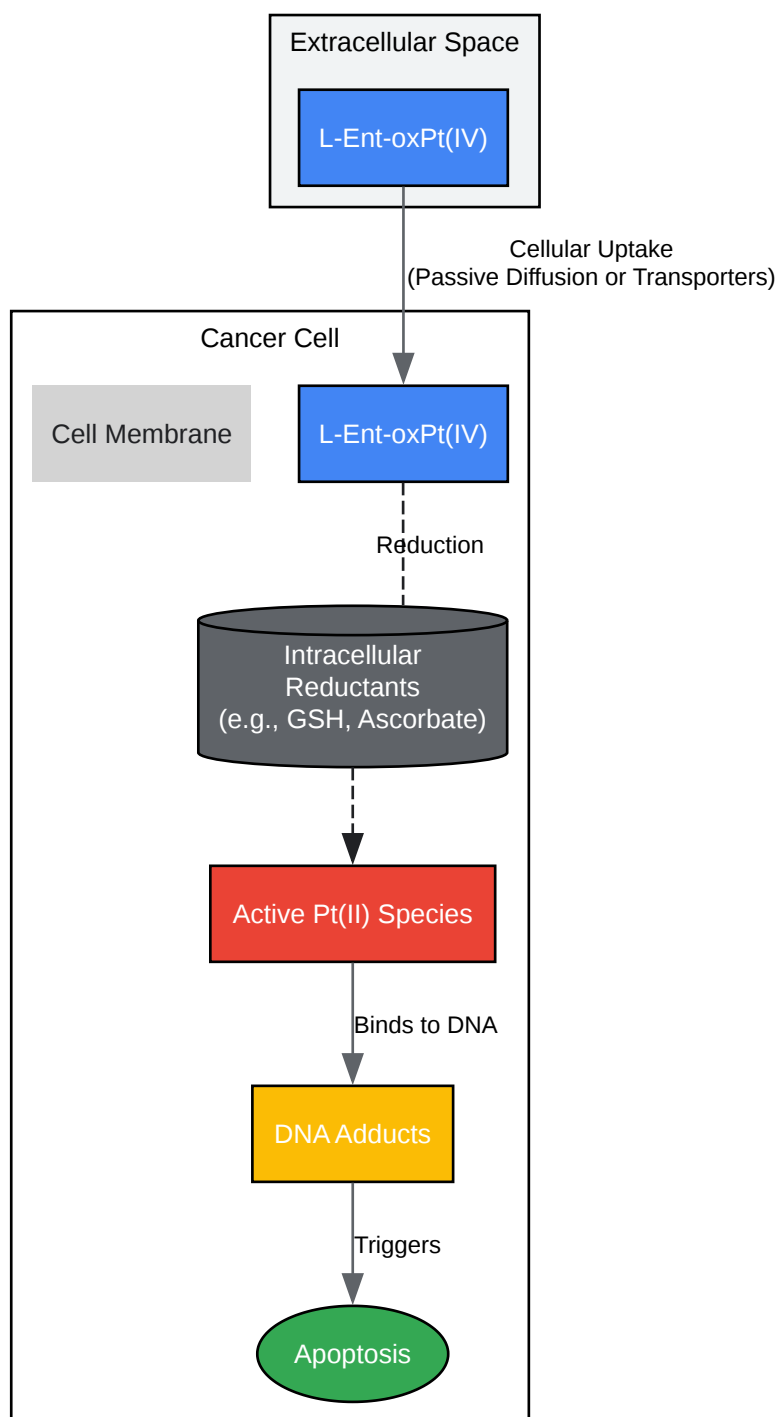 Extracellular Space
L-Ent-oxPt(IV)
Cellular Uptake
(Passive Diffusion or Transporters)
Cancer Cell
Cell Membrane
L-Ent-oxPt(IV)
Reduction
Intracellular
Reductants
(e.g., GSH, Ascorbate)
Active Pt(II) Species
Binds to DNA
DNA Adducts
Triggers
Apoptosis